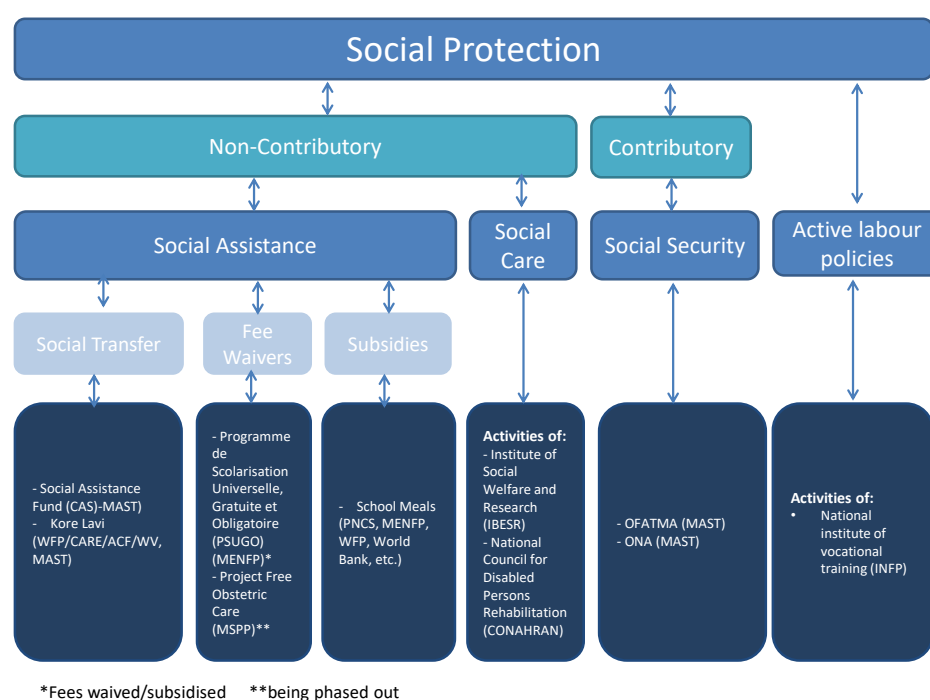 Social Protection
Non-Contributory
Contributory
Social Assistance
Social
Care
Social Security
Active labour
policies
Social Transfer
Fee
Waivers
Subsidies
- Social Assistance
Fund (CAS)-MAST)
- Kore Lavi
(WFP/CARE/ACF/WV,
MAST)
- Programme
de
Scolarisation
Universelle,
Gratuite et
Obligatoire
(PSUGO)
(MENFP)*
- Project Free
Obstetric
Care
(MSPP)**
- School Meals
(PNCS, MENFP,
WFP, World
Bank, etc.)
Activities of:
- Institute of
Social
Welfare and
Research
(IBESR)
- National
Council for
Disabled
Persons
Rehabilitation
(CONAHRAN)
- OFATMA (MAST)
- ONA (MAST)
Activities of:
• National
institute of
vocational
training (INFP)
*Fees waived/subsidised **being phased out